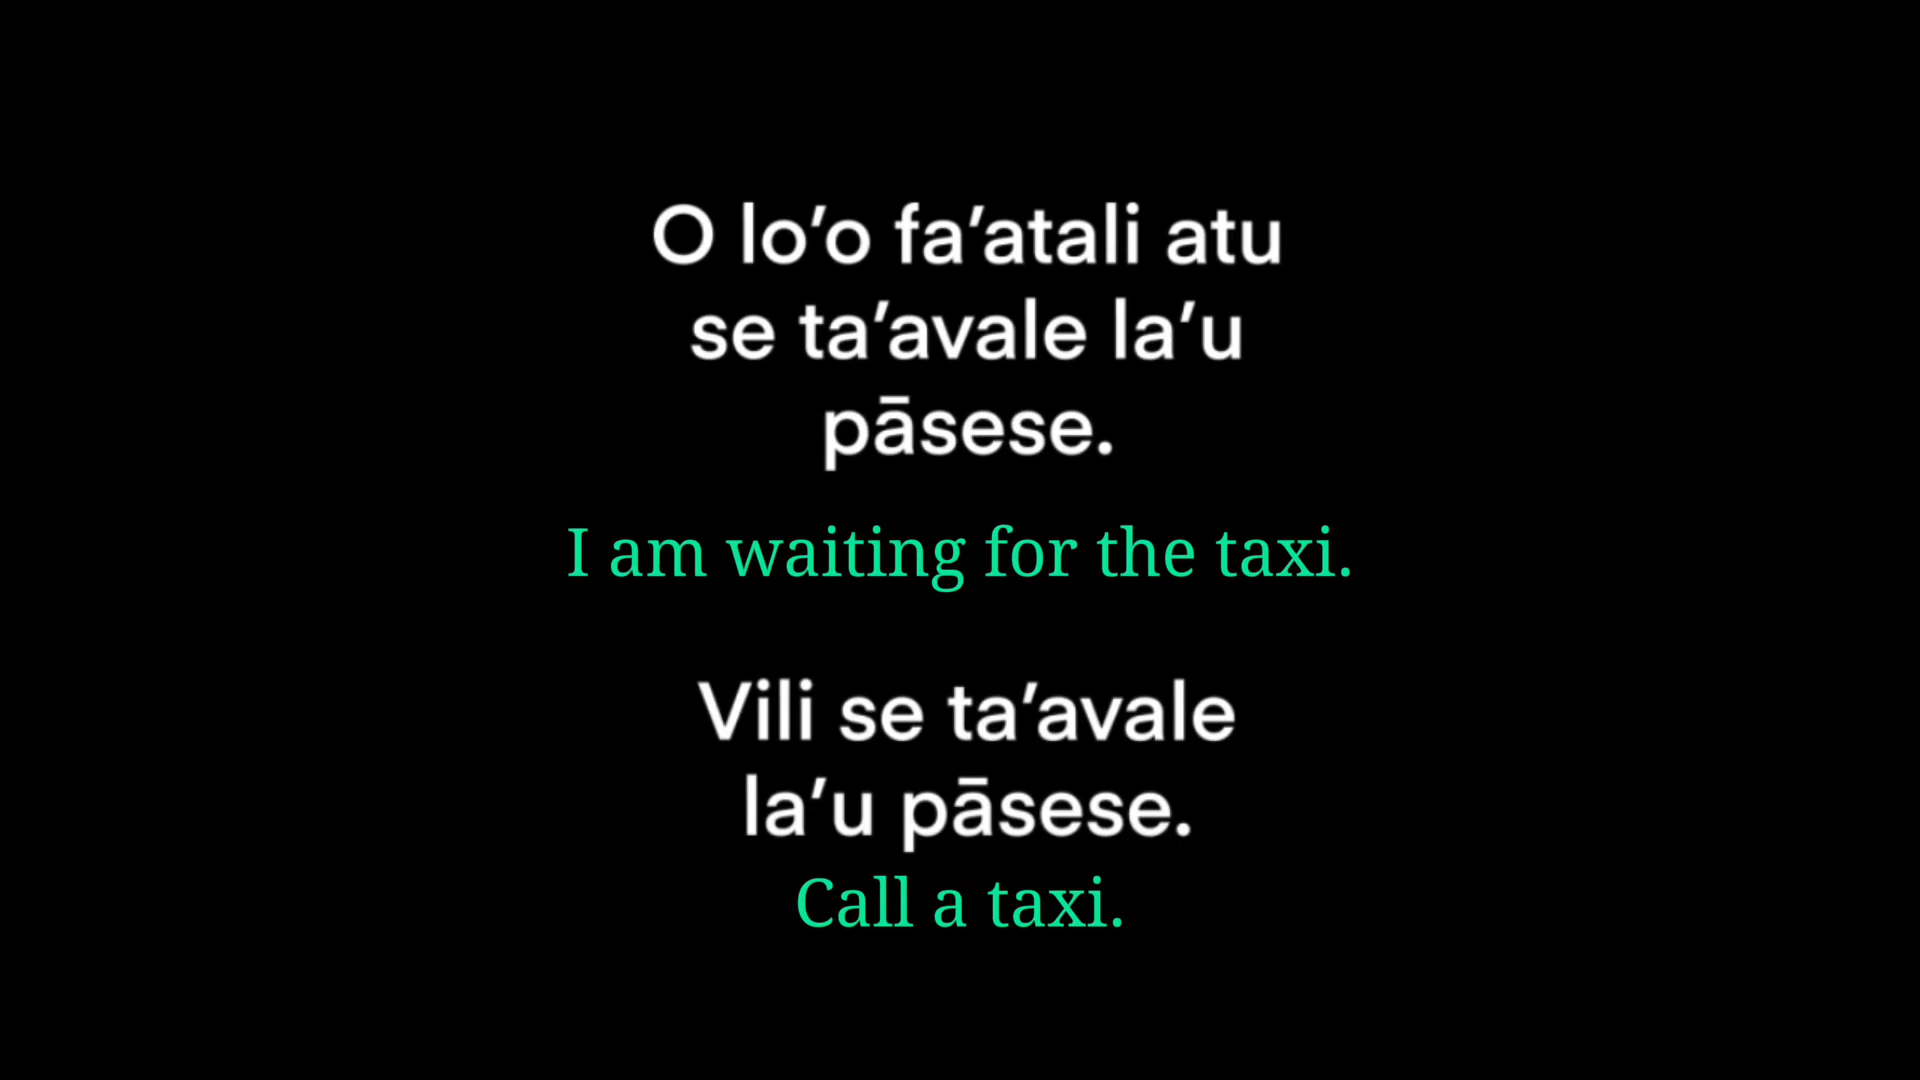 O lo’o fa’atali atu
se ta’avale la’u
pāsese.
I am waiting for the taxi.
Vili se ta’avale
la’u pāsese.
Call a taxi.